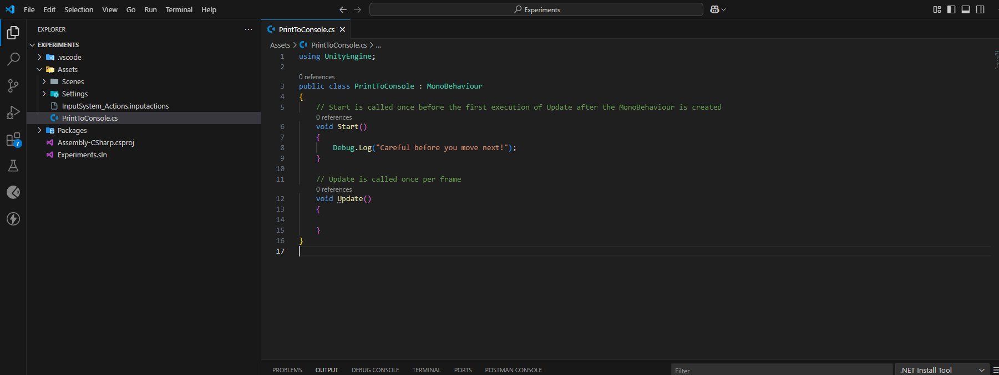 File Edit Selection View Go Run Terminal Help
Experiments
EXPLORER
EXPERIMENTS
.vscode
Assets
Scenes
Settings
InputSystem_Actions.inputactions
PrintToConsole.cs
Packages
Assembly-CSharp.csproj
Experiments.sln
7
PrintToConsole.cs
Assets > PrintToConsole.cs > ...
1 using UnityEngine;
2
0 references
3 public class PrintToConsole : MonoBehaviour
4 {
5 // Start is called once before the first execution of Update after the MonoBehaviour is created
0 references
6 void Start()
7 {
8 Debug.Log("Careful before you move next!");
9 }
10
11 // Update is called once per frame
0 references
12 void Update()
13 {
14
15 }
16 }
17
PROBLEMS OUTPUT DEBUG CONSOLE TERMINAL PORTS POSTMAN CONSOLE
Filter
.NET Install Tool